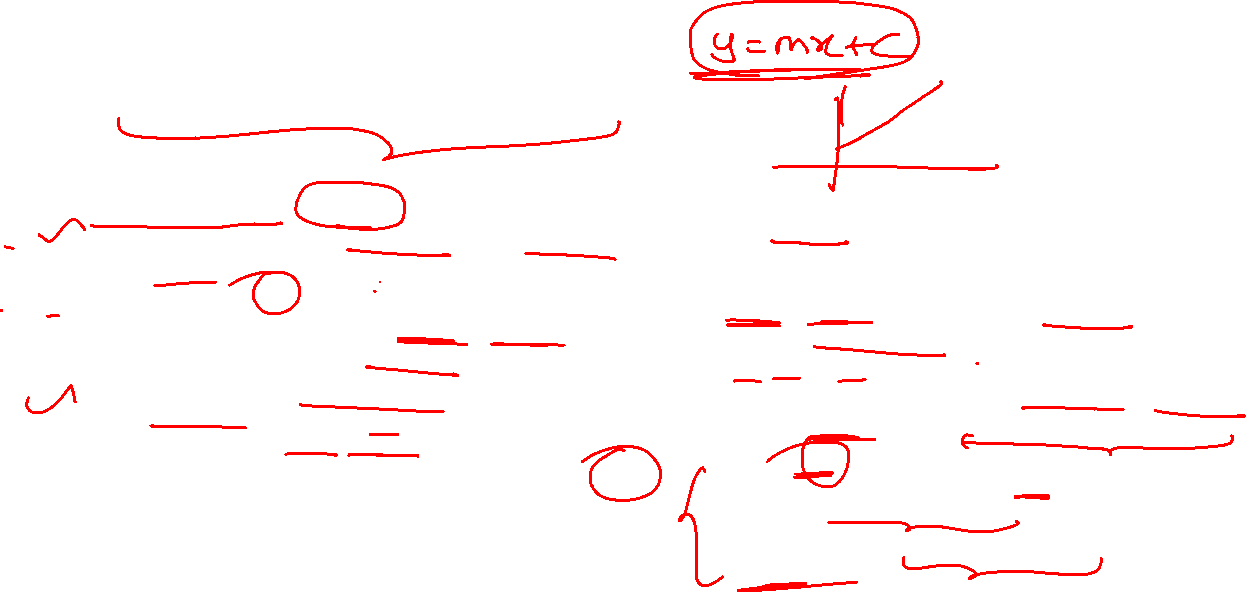 y = mx + c